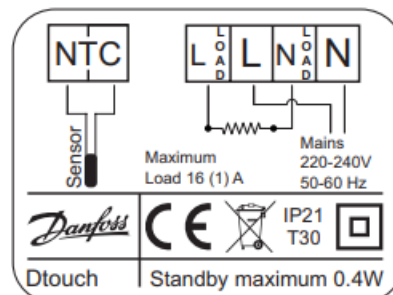 NTC
L LOAD L N LOAD N
Sensor
Maximum
Load 16 (1) A
Mains
220-240V
50-60 Hz
Danfoss
CE
IP21
T30
Dtouch
Standby maximum 0.4W